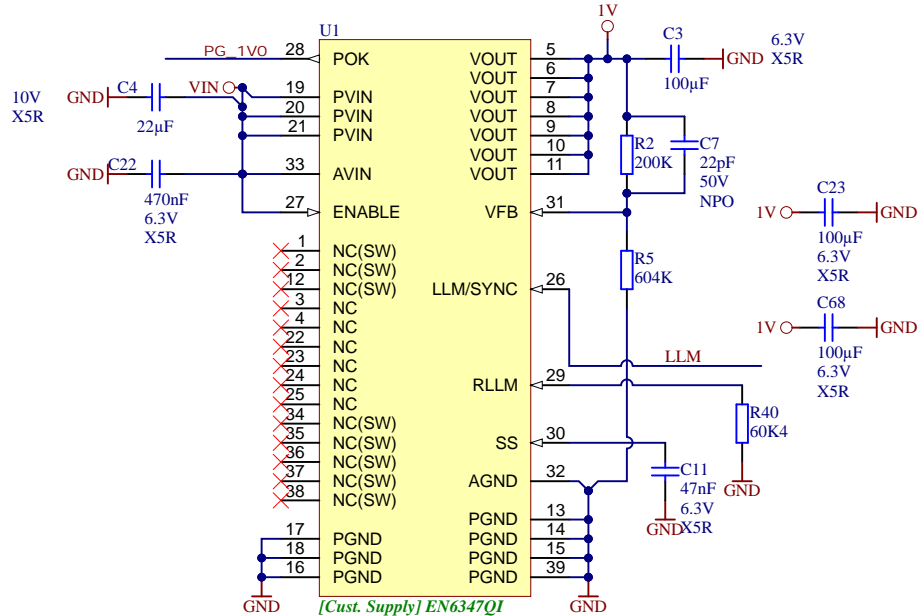 1V
U1
C3
6.3V
X5R
GND
100µF
PG_1V0
28
POK
VOUT
5
VOUT
6
10V
X5R
GND
C4
22µF
VIN
19
PVIN
VOUT
7
20
PVIN
VOUT
8
21
PVIN
VOUT
9
VOUT
10
GND
C22
470nF
6.3V
X5R
33
AVIN
VOUT
11
R2
200K
C7
22pF
50V
NPO
27
ENABLE
VFB
31
1V
C23
GND
100µF
6.3V
X5R
1
NC(SW)
2
NC(SW)
12
NC(SW)
LLM/SYNC
26
R5
604K
3
NC
4
NC
1V
C68
GND
100µF
6.3V
X5R
22
NC
23
NC
LLM
24
NC
RLLM
29
25
NC
R40
60K4
GND
34
NC(SW)
35
NC(SW)
SS
30
36
NC(SW)
37
NC(SW)
AGND
32
C11
47nF
6.3V
X5R
GND
38
NC(SW)
PGND
13
17
PGND
PGND
14
18
PGND
PGND
15
16
PGND
PGND
39
GND
[Cust. Supply] EN6347QI
GND